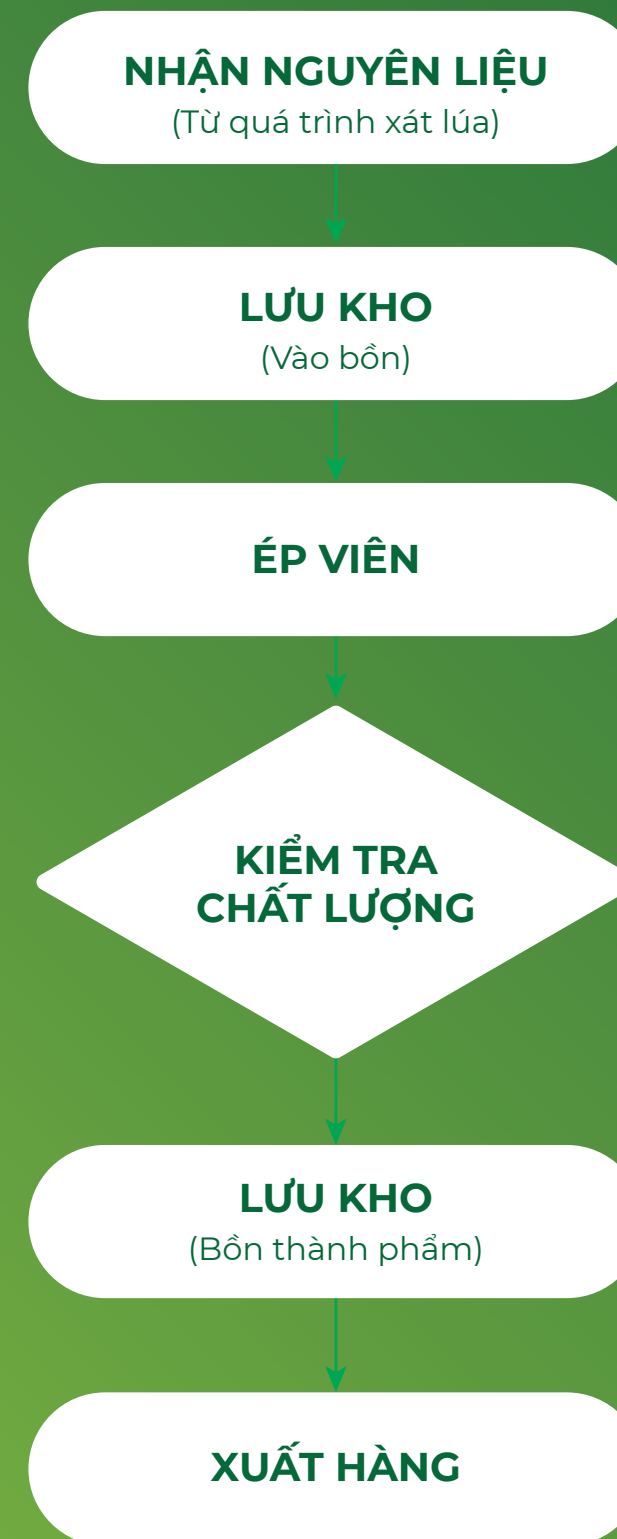 NHẬN NGUYÊN LIỆU
(Từ quá trình xát lúa)
LƯU KHO
(Vào bồn)
ÉP VIÊN
KIỂM TRA
CHẤT LƯỢNG
LƯU KHO
(Bồn thành phẩm)
XUẤT HÀNG